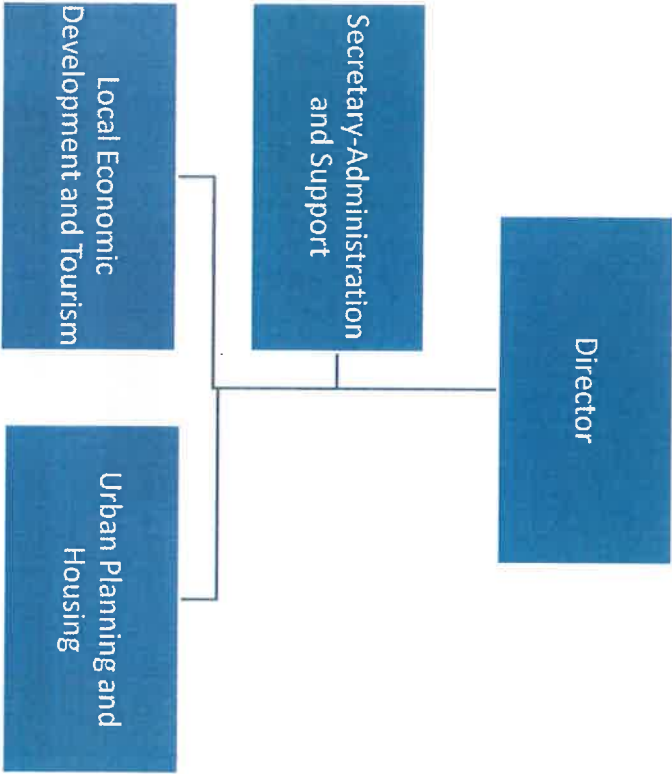 Director
Secretary-Administration
and Support
Local Economic
Development and Tourism
Urban Planning and
Housing